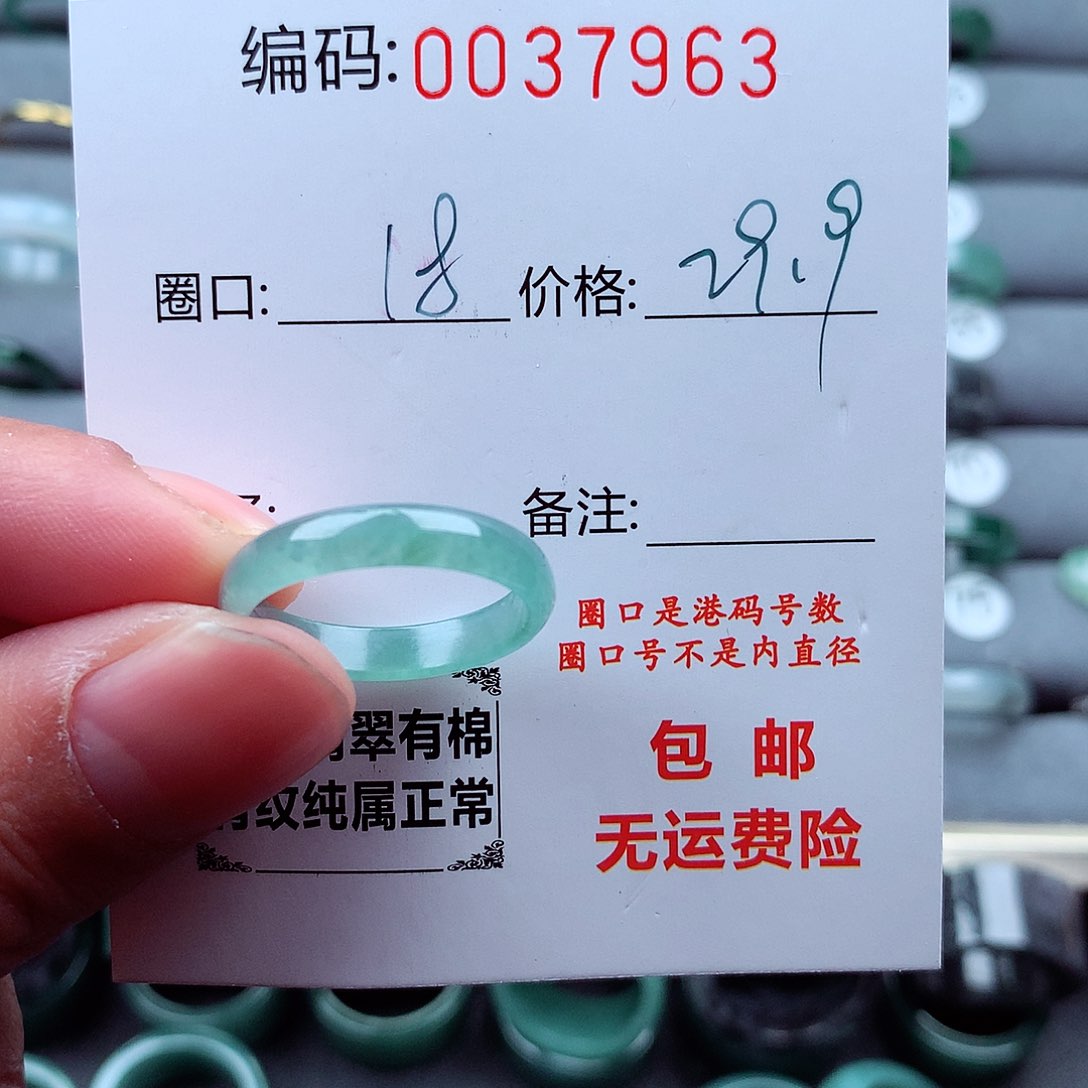 编码:0037963
圈口: 18 价格: 29.9
备注:
圈口是港码号数
圈口号不是内直径
翠有棉
纹纯属正常
包 邮
无运费险